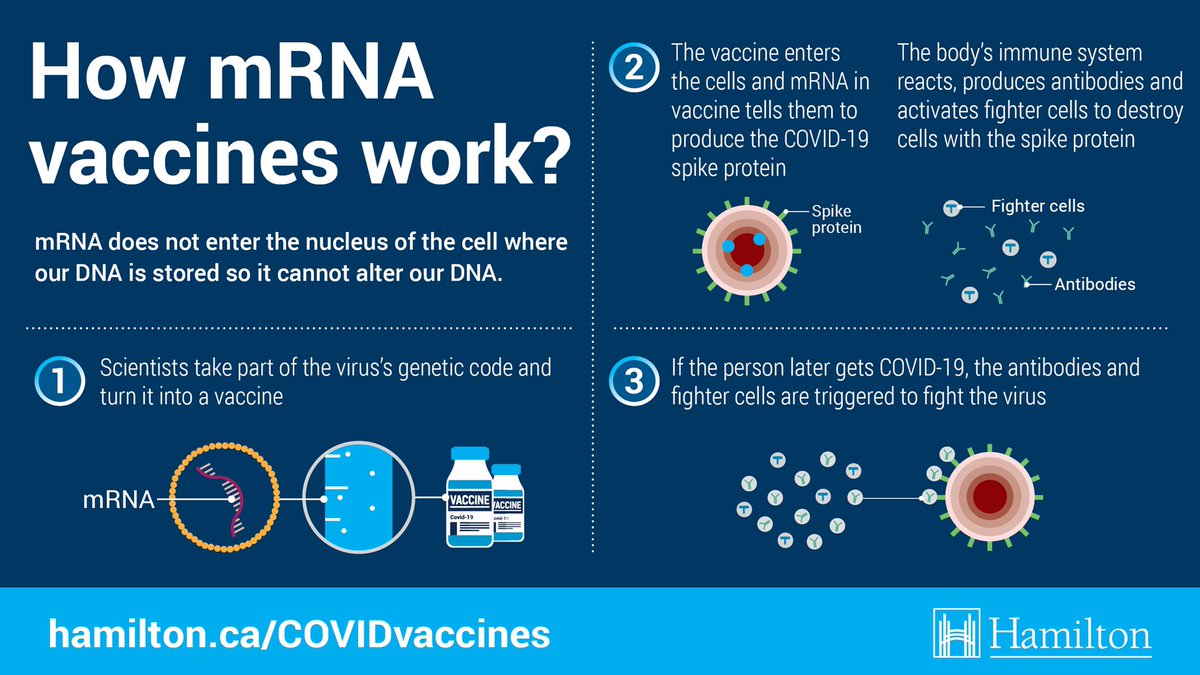 How mRNA
vaccines work?
mRNA does not enter the nucleus of the cell where
our DNA is stored so it cannot alter our DNA.
1
Scientists take part of the virus's genetic code and
turn it into a vaccine
mRNA
VACCINE
Covid-19
VACCINE
2
The vaccine enters
the cells and mRNA in
vaccine tells them to
produce the COVID-19
spike protein
Spike
protein
The body's immune system
reacts, produces antibodies and
activates fighter cells to destroy
cells with the spike protein
Fighter cells
Antibodies
3
If the person later gets COVID-19, the antibodies and
fighter cells are triggered to fight the virus
hamilton.ca/COVIDvaccines
Hamilton